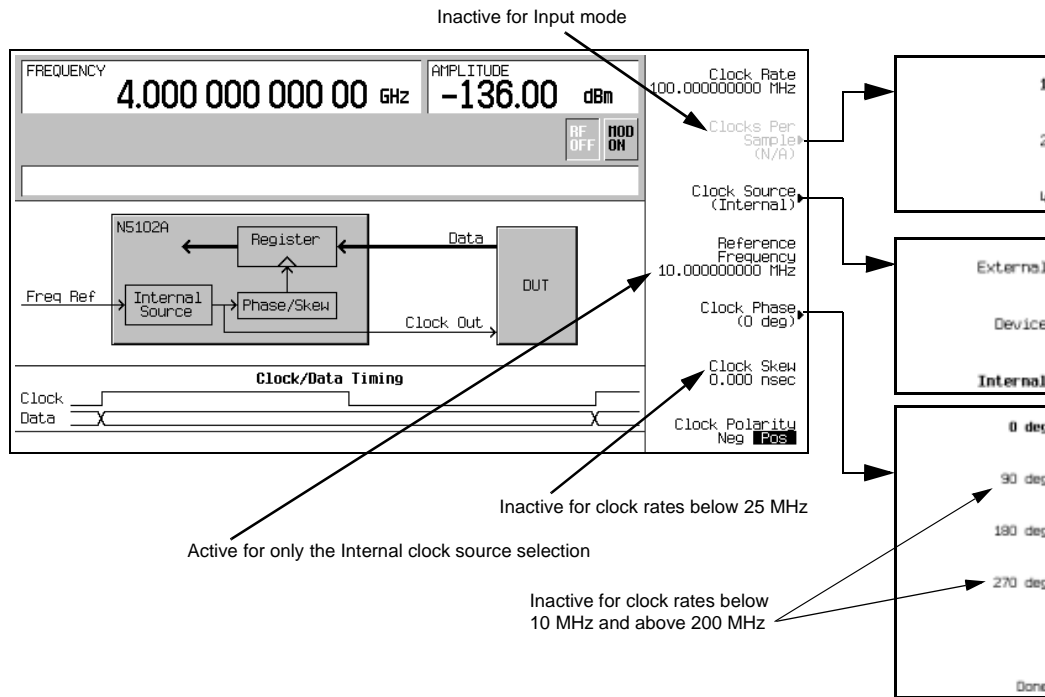 Inactive for Input mode
FREQUENCY
4.000 000 000 00 GHz
AMPLITUDE
-136.00 dBm
RF OFF
MOD ON
Clock Rate
100.000000000 MHz
Clocks Per
Sample
(N/A)
Clock Source
(Internal)
Reference
Frequency
10.000000000 MHz
Clock Phase
(0 deg)
Clock Skew
0.000 nsec
Clock Polarity
Neg Pos
N5102A
Register
Data
DUT
Freq Ref
Internal
Source
Phase/Skew
Clock Out
Clock/Data Timing
Clock
Data
1
2
4
External
Device
Internal
0 deg
90 deg
180 deg
270 deg
Done
Inactive for clock rates below 25 MHz
Active for only the Internal clock source selection
Inactive for clock rates below
10 MHz and above 200 MHz